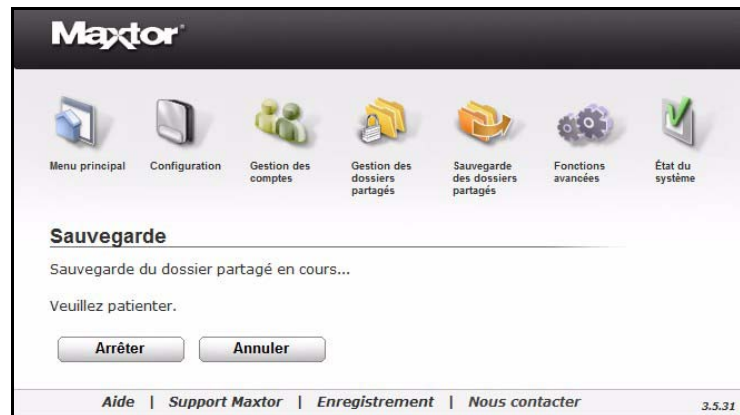 Maxtor
Menu principal
Configuration
Gestion des
comptes
Gestion des
dossiers
partagés
Sauvegarde
des dossiers
partagés
Fonctions
avancées
État du
système
Sauvegarde
Sauvegarde du dossier partagé en cours...
Veuillez patienter.
Arrêter
Annuler
Aide | Support Maxtor | Enregistrement | Nous contacter
3.5.31